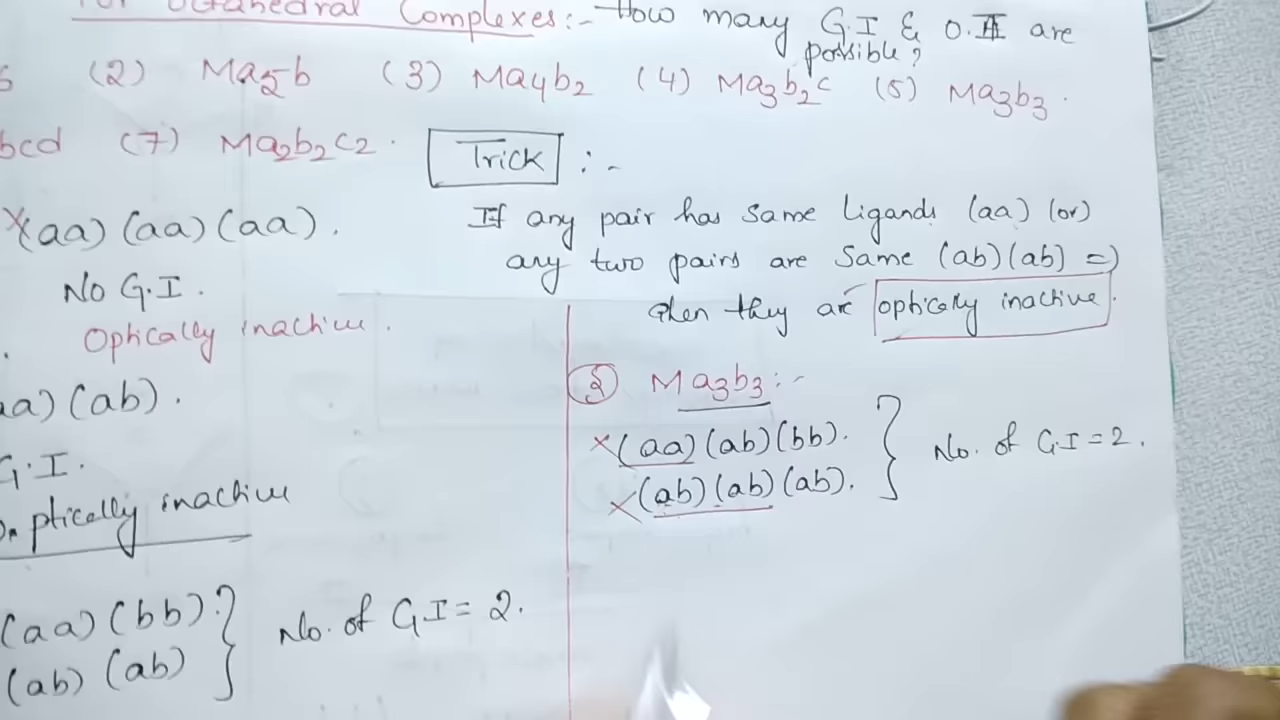 For Octahedral Complexes:- How many G.I & O.I are possible?
(2) Ma5b (3) Ma4b2 (4) Ma3b2c (5) Ma3b3.
bcd (7) Ma2b2c2.
Trick :-
If any pair has same ligands (aa) (or)
any two pairs are same (ab)(ab) =>
then they are optically inactive.
x(aa)(aa)(aa).
No G.I.
Optically inactive.
a)(ab).
G.I.
Optically inactive
(aa)(bb).
(ab)(ab)
} No. of G.I = 2.
5 Ma3b3:-
x(aa)(ab)(bb).
x(ab)(ab)(ab).
} No. of G.I = 2.